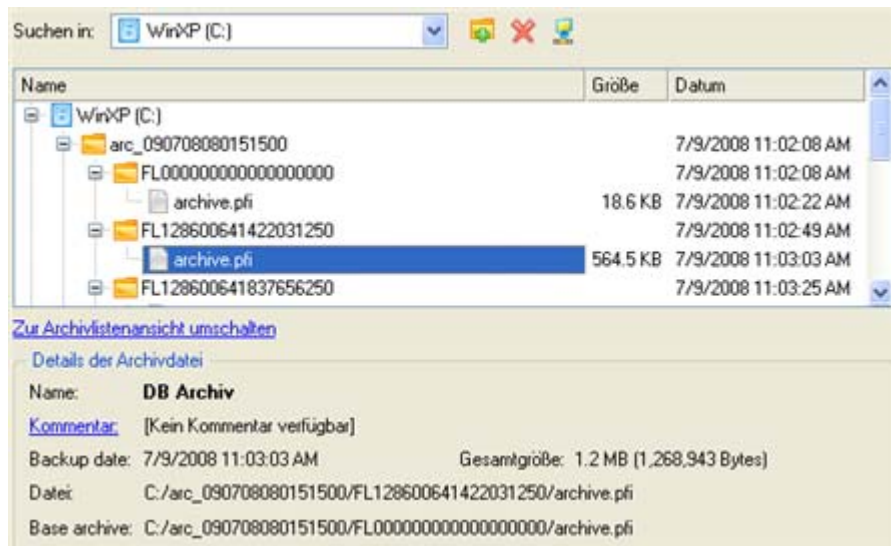 Suchen in: WinXP (C:)
Name Größe Datum
WinXP (C:)
arc_090708080151500 7/9/2008 11:02:08 AM
FL000000000000000000 7/9/2008 11:02:08 AM
archive.pfi 18.6 KB 7/9/2008 11:02:22 AM
FL128600641422031250 7/9/2008 11:02:49 AM
archive.pfi 564.5 KB 7/9/2008 11:03:03 AM
FL128600641837656250 7/9/2008 11:03:25 AM
Zur Archivlistenansicht umschalten
Details der Archivdatei
Name: DB Archiv
Kommentar: [Kein Kommentar verfügbar]
Backup date: 7/9/2008 11:03:03 AM Gesamtgröße: 1.2 MB (1,268,943 Bytes)
Datei: C:/arc_090708080151500/FL128600641422031250/archive.pfi
Base archive: C:/arc_090708080151500/FL000000000000000000/archive.pfi